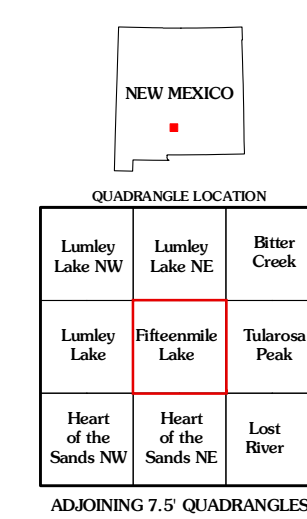 NEW MEXICO
QUADRANGLE LOCATION
Lumley
Lake NW
Lumley
Lake NE
Bitter
Creek
Lumley
Lake
Fifteenmile
Lake
Tularosa
Peak
Heart
of the
Sands NW
Heart
of the
Sands NE
Lost
River
ADJOINING 7.5' QUADRANGLES